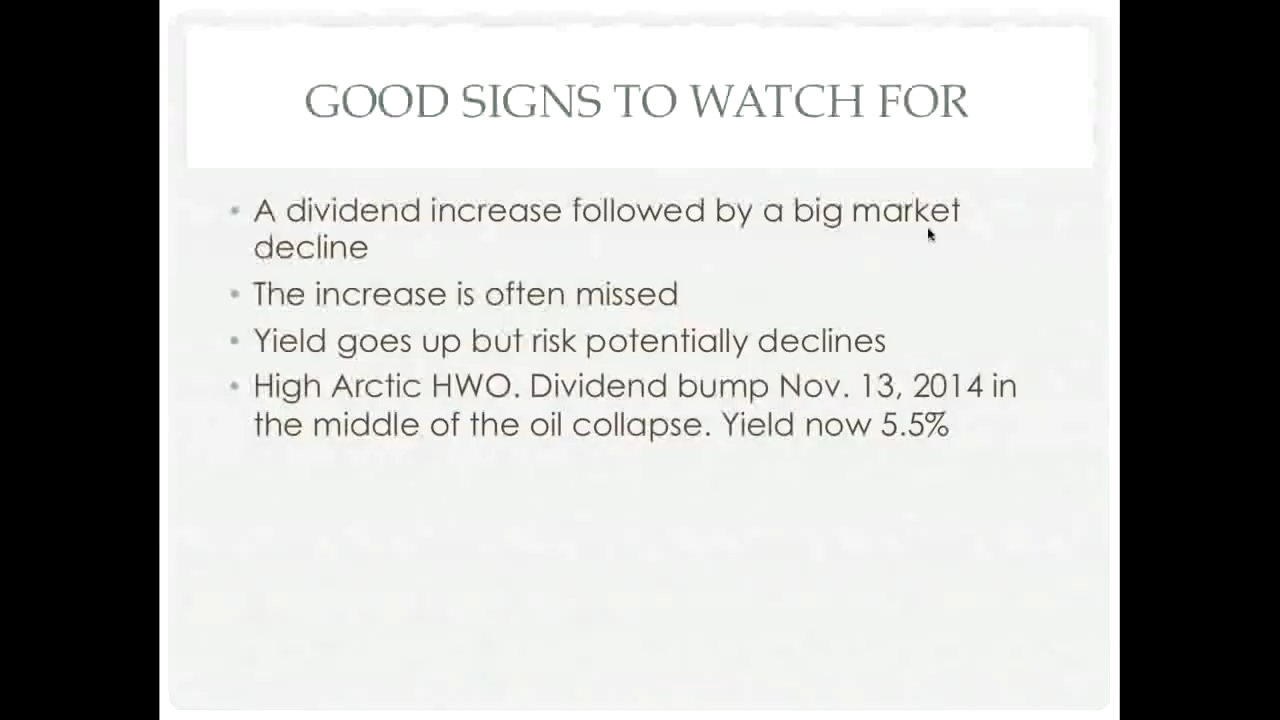 GOOD SIGNS TO WATCH FOR
• A dividend increase followed by a big market
decline
• The increase is often missed
• Yield goes up but risk potentially declines
• High Arctic HWO. Dividend bump Nov. 13, 2014 in
the middle of the oil collapse. Yield now 5.5%